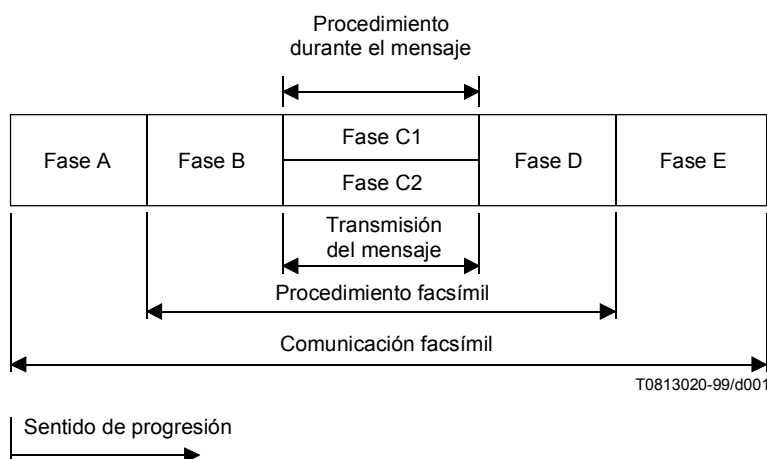 Procedimiento
durante el mensaje
Fase A
Fase B
Fase C1
Fase C2
Fase D
Fase E
Transmisión
del mensaje
Procedimiento facsímil
Comunicación facsímil
T0813020-99/d001
Sentido de progresión